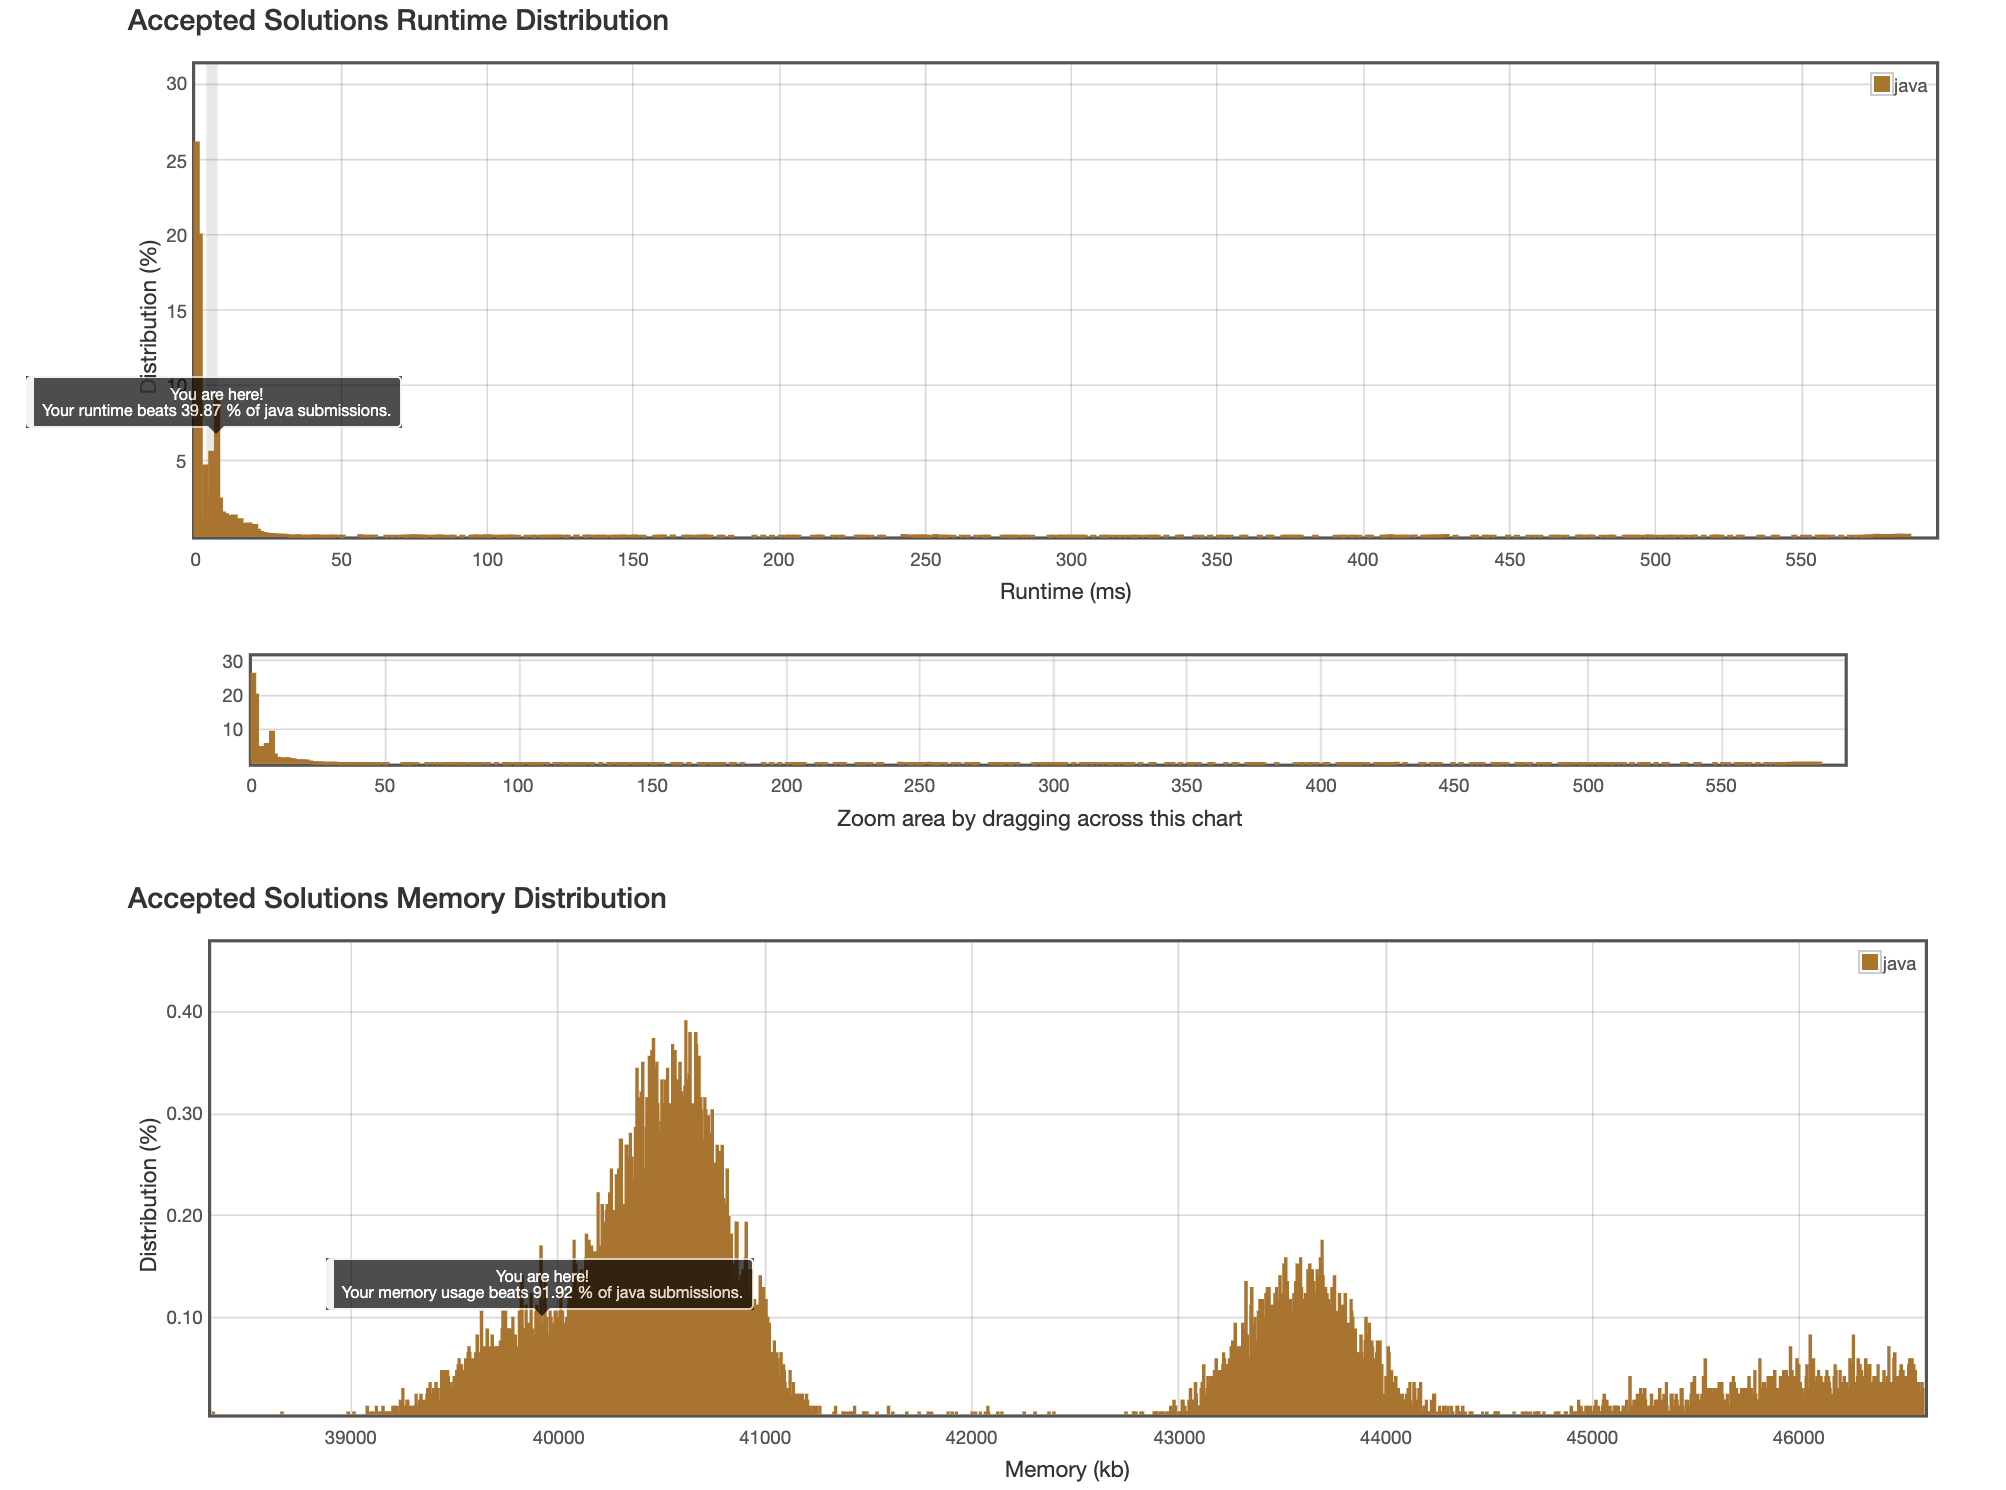 Accepted Solutions Runtime Distribution
30
25
20
15
10
5
Distribution (%)
java
You are here!
Your runtime beats 39.87 % of java submissions.
0 50 100 150 200 250 300 350 400 450 500 550
Runtime (ms)
30
20
10
0 50 100 150 200 250 300 350 400 450 500 550
Zoom area by dragging across this chart
Accepted Solutions Memory Distribution
0.40
0.30
0.20
0.10
Distribution (%)
java
You are here!
Your memory usage beats 91.92 % of java submissions.
39000 40000 41000 42000 43000 44000 45000 46000
Memory (kb)